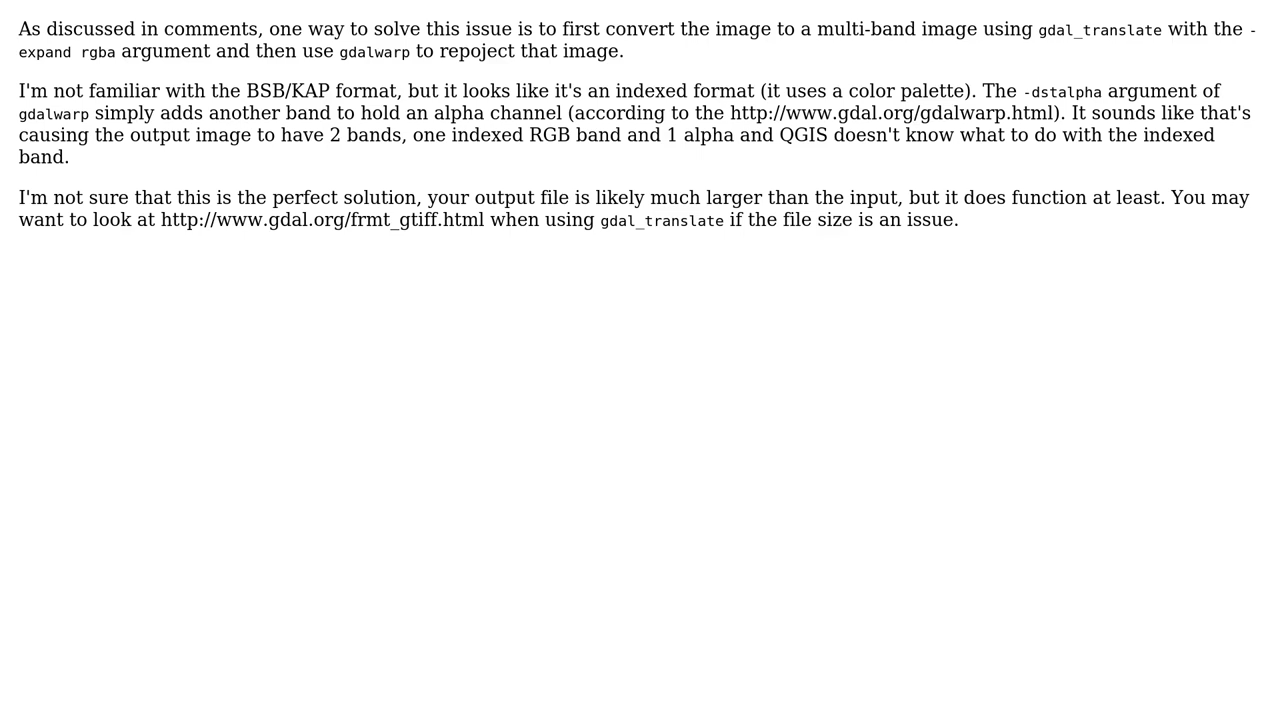 As discussed in comments, one way to solve this issue is to first convert the image to a multi-band image using gdal_translate with the -
expand rgba argument and then use gdalwarp to repoject that image.
I'm not familiar with the BSB/KAP format, but it looks like it's an indexed format (it uses a color palette). The -dstalpha argument of
gdalwarp simply adds another band to hold an alpha channel (according to the http://www.gdal.org/gdalwarp.html). It sounds like that's
causing the output image to have 2 bands, one indexed RGB band and 1 alpha and QGIS doesn't know what to do with the indexed
band.
I'm not sure that this is the perfect solution, your output file is likely much larger than the input, but it does function at least. You may
want to look at http://www.gdal.org/frmt_gtiff.html when using gdal_translate if the file size is an issue.